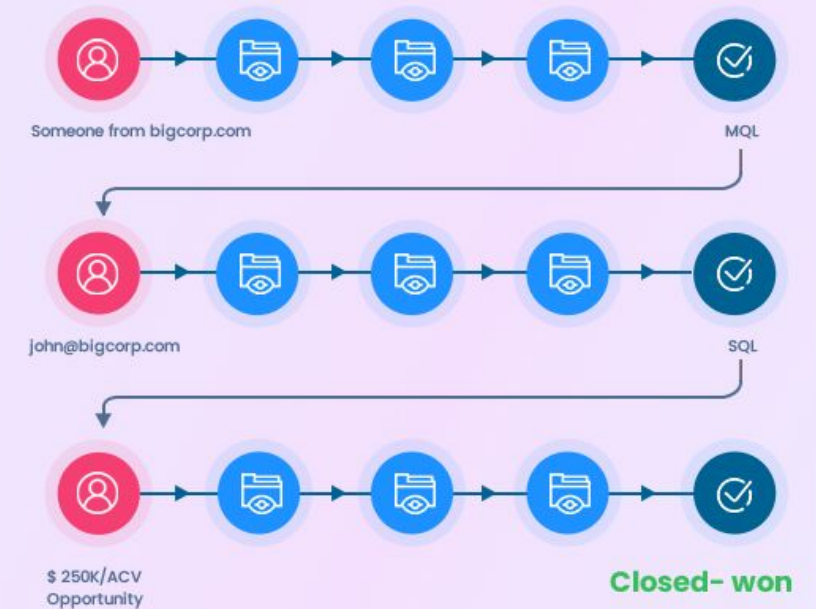 Someone from bigcorp.com
MQL
john@bigcorp.com
SQL
$ 250K/ACV
Opportunity
Closed- won